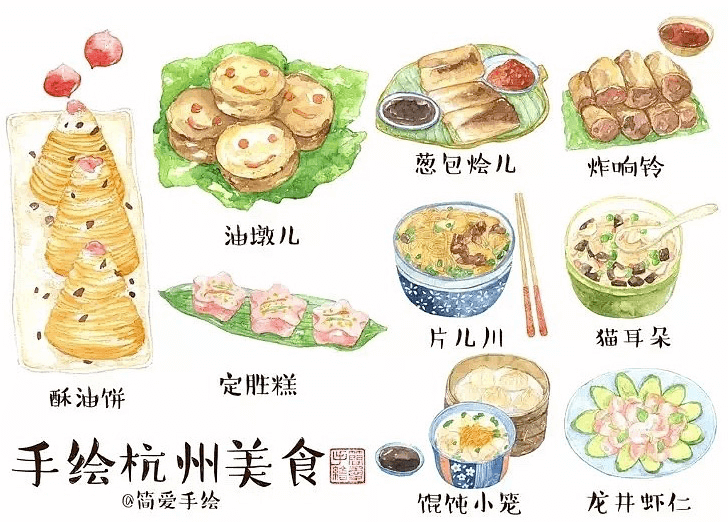 葱包烩儿
炸响铃
油墩儿
片儿川
猫耳朵
定胜糕
酥油饼
手绘杭州美食
@简爱手绘
馄饨小笼
龙井虾仁